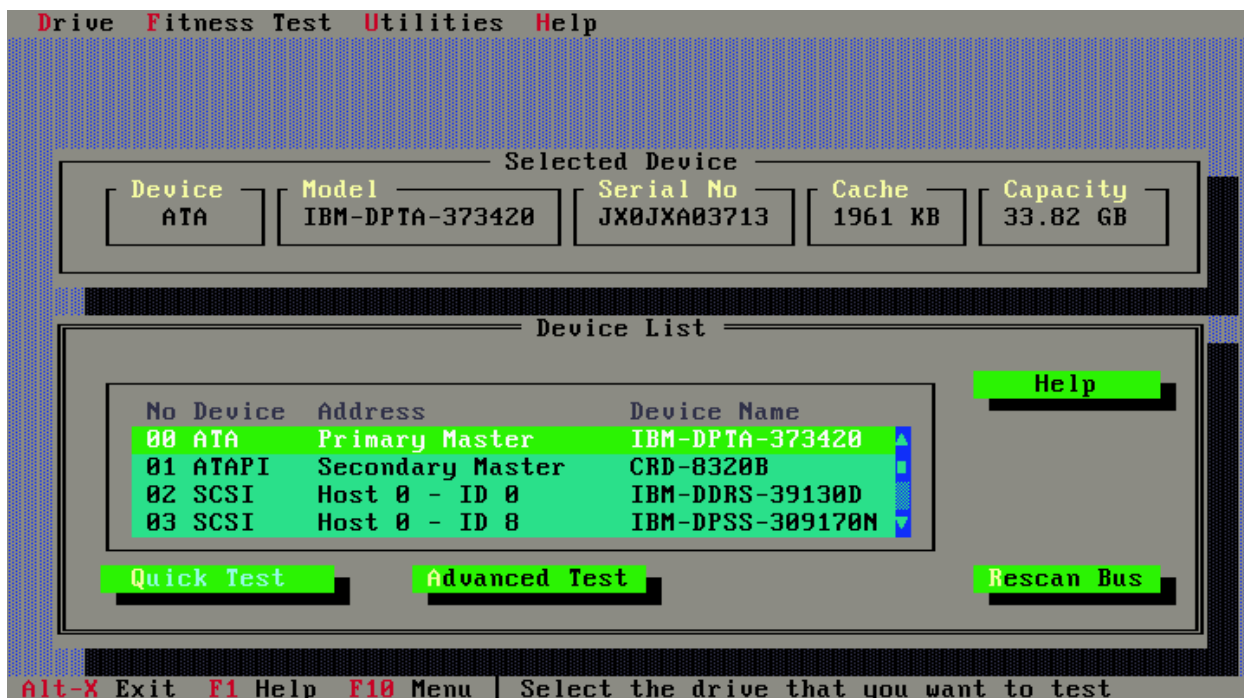 Drive Fitness Test Utilities Help
Selected Device
Device Model Serial No Cache Capacity
ATA IBM-DPTA-373420 JX0JXA03713 1961 KB 33.82 GB
Device List
Help
No Device Address Device Name
00 ATA Primary Master IBM-DPTA-373420
01 ATAPI Secondary Master CRD-8320B
02 SCSI Host 0 - ID 0 IBM-DDRS-39130D
03 SCSI Host 0 - ID 8 IBM-DPSS-309170N
Quick Test Advanced Test Rescan Bus
Alt-X Exit F1 Help F10 Menu | Select the drive that you want to test